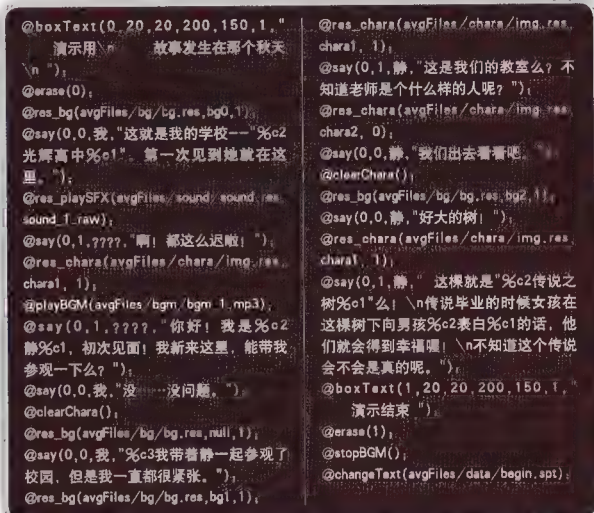 @boxText(0,20,20,200,150,1,"
演示用\n 故事发生在那个秋天
\n ");
@erase(0);
@res_bg(avgFiles/bg/bg.res,bg0,1);
@say(0,0,我,"这就是我的学校--"%c2
光辉高中%c1"。第一次见到她就在这
里。");
@res_playSFX(avgFiles/sound/sound.res,
sound_1_raw);
@say(0,1,????,"啊！都这么迟啦！");
@res_chara(avgFiles/chara/img.res,
chara1, 1);
@playBGM(avgFiles/bgm/bgm-1.mp3);
@say(0,1,????,"你好！我是%c2
静%c1，初次见面！我新来这里，能带我
参观一下么？");
@say(0,0,我,"没……没问题。");
@clearChara();
@res_bg(avgFiles/bg/bg.res,null,1);
@say(0,0,我,"%c3我带着静一起参观了
校园，但是我一直都很紧张。");
@res_bg(avgFiles/bg/bg.res,bg1,1);
@res_chara(avgFiles/chara/img.res,
chara1, 1);
@say(0,1,静,"这是我们的教室么？不
知道老师是个什么样的人呢？");
@res_chara(avgFiles/chara/img.res,
chara2, 0);
@say(0,0,静,"我们出去看看吧。");
@clearChara();
@res_bg(avgFiles/bg/bg.res,bg2,1);
@say(0,0,静,"好大的树！");
@res_chara(avgFiles/chara/img.res,
chara1, 1);
@say(0,1,静," 这棵就是"%c2传说之
树%c1"么！\n传说毕业的时候女孩在
这棵树下向男孩%c2表白%c1的话，他
们就会得到幸福喔！\n不知道这个传说
会不会是真的呢。");
@boxText(1,20,20,200,150,1,"
演示结束 ");
@erase(1);
@stopBGM();
@changeText(avgFiles/data/begin.spt);